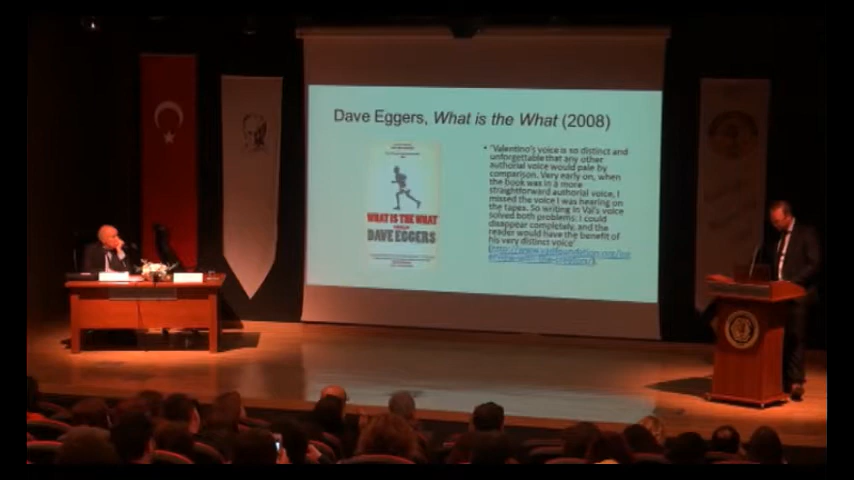 Dave Eggers, What is the What (2008)
• "Valentino's voice is so distinct and
unforgettable that any other
authorial voice would pale by
comparison. Very early on, when
the book was in a more
straightforward authorial voice, I
missed the voice I was hearing on
the tapes. So writing in Val's voice
solved both problems: I could
disappear completely, and the
reader would have the benefit of
his very distinct voice"
WHAT IS THE WHAT
DAVE EGGERS